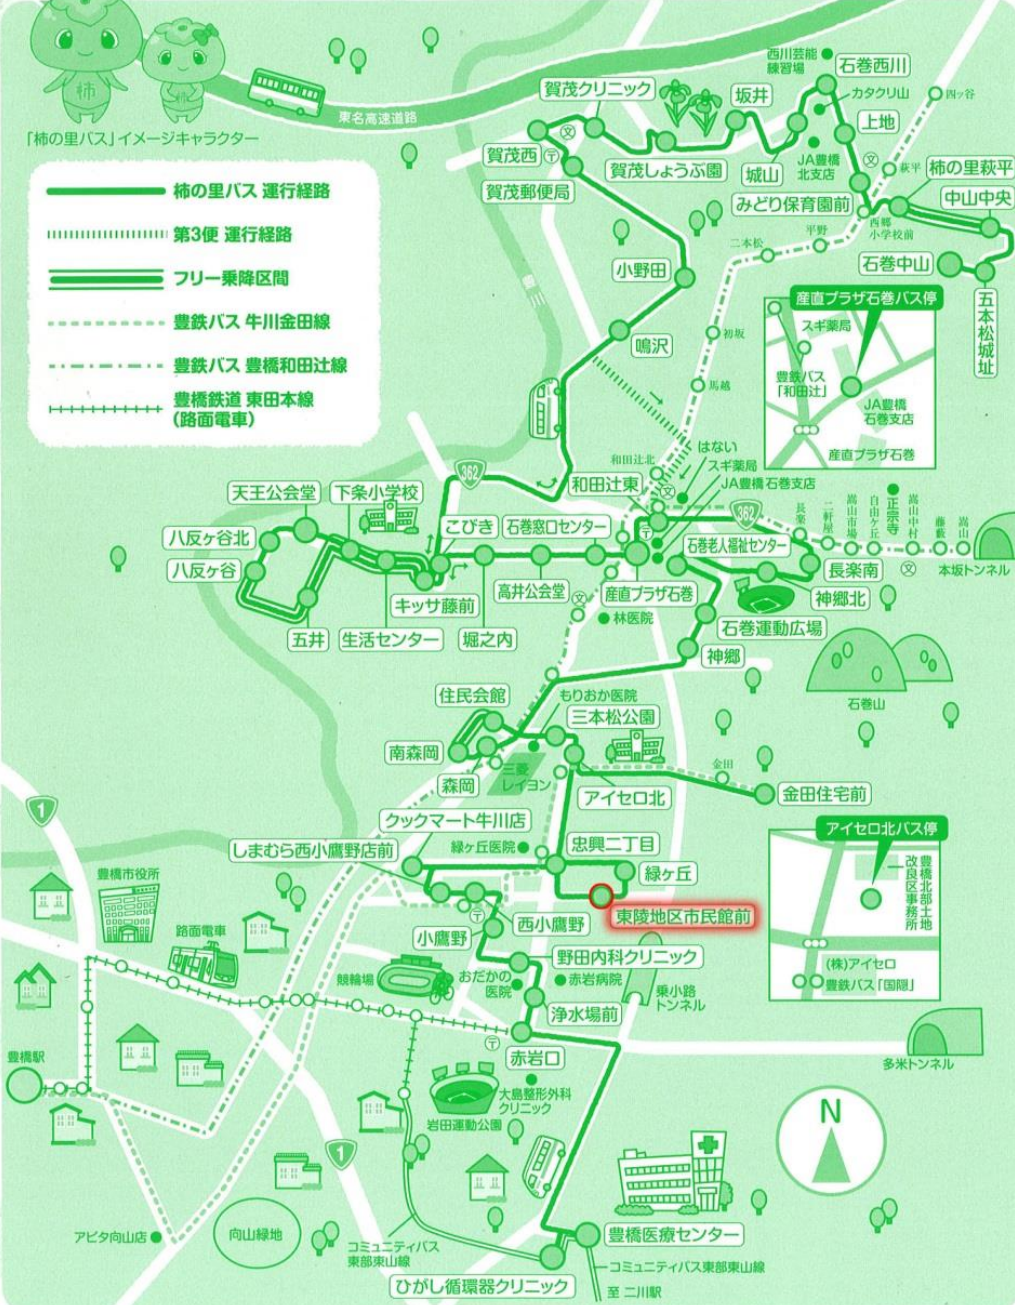 柿
柿
「柿の里バス」イメージキャラクター
東名高速道路
柿の里バス 運行経路
第3便 運行経路
フリー乗降区間
豊鉄バス 牛川金田線
豊鉄バス 豊橋和田辻線
豊橋鉄道 東田本線
(路面電車)
西川芸能
練習場
石巻西川
カタクリ山
四ッ谷
賀茂クリニック
坂井
上地
文
賀茂西
〒
賀茂しょうぶ園
城山
JA豊橋
北支店
文
萩平
柿の里萩平
賀茂郵便局
みどり保育園前
中山中央
西郷
小学校前
平野
二本松
石巻中山
小野田
五本松城址
産直プラザ石巻バス停
スギ薬局
豊鉄バス
「和田辻」
JA豊橋
石巻支店
産直プラザ石巻
初坂
鳴沢
馬越
はない
スギ薬局
JA豊橋石巻支店
和田辻北
和田辻東
文
362
362
天王公会堂
下条小学校
こびき
石巻窓口センター
〒
石巻老人福祉センター
長楽
二軒屋
嵩山市場
自由ケ丘
正宗寺
嵩山中村
藤藪
嵩山
本坂トンネル
文
八反ヶ谷北
八反ヶ谷
五井
生活センター
キッサ藤前
堀之内
高井公会堂
産直プラザ石巻
長楽南
神郷北
文
林医院
石巻運動広場
神郷
石巻山
住民会館
もりおか医院
三本松公園
南森岡
森岡
三菱
レイヨン
アイセロ北
金田
金田住宅前
クックマート牛川店
しまむら西小鷹野店前
緑ヶ丘医院
忠興二丁目
緑ヶ丘
東陵地区市民館前
アイセロ北バス停
豊橋北部土地
改良区事務所
(株)アイセロ
豊鉄バス「国隠」
1
豊橋市役所
路面電車
〒
西小鷹野
小鷹野
野田内科クリニック
競輪場
おだかの
医院
赤岩病院
乗小路
トンネル
浄水場前
〒
赤岩口
多米トンネル
豊橋駅
大島整形外科
クリニック
岩田運動公園
N
1
アピタ向山店
向山緑地
コミュニティバス
東部東山線
豊橋医療センター
コミュニティバス東部東山線
ひがし循環器クリニック
至 二川駅